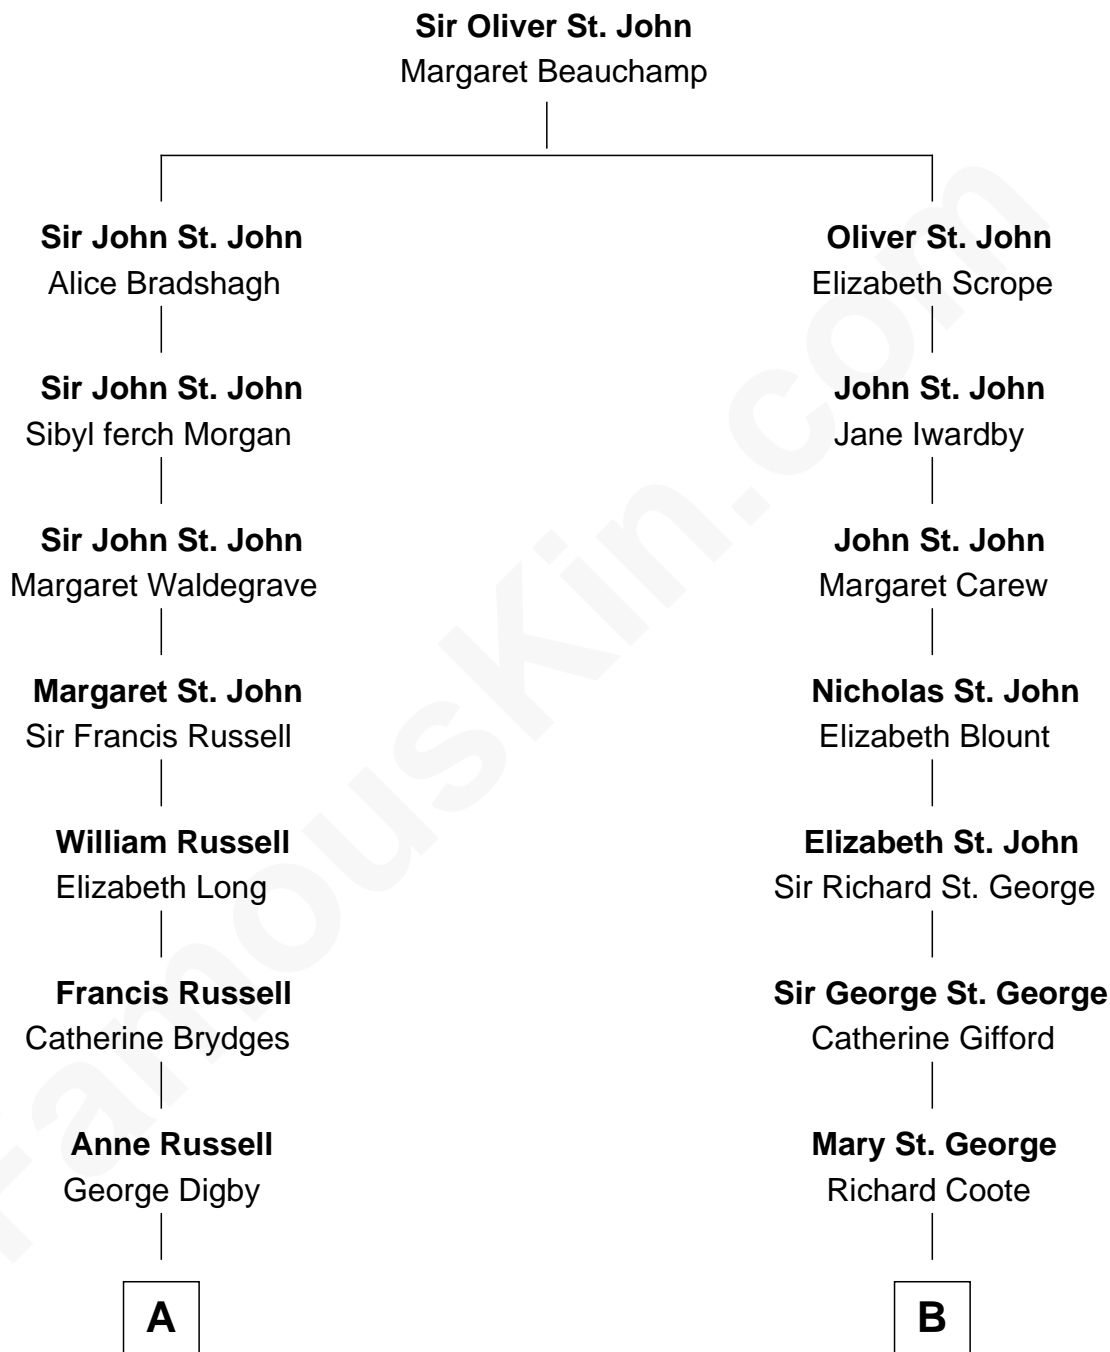 Sir Oliver St. John
Margaret Beauchamp
Sir John St. John
Alice Bradshagh
Oliver St. John
Elizabeth Scrope
Sir John St. John
Sibyl ferch Morgan
John St. John
Jane Iwardby
Sir John St. John
Margaret Waldegrave
John St. John
Margaret Carew
Margaret St. John
Sir Francis Russell
Nicholas St. John
Elizabeth Blount
William Russell
Elizabeth Long
Elizabeth St. John
Sir Richard St. George
Francis Russell
Catherine Brydges
Sir George St. George
Catherine Gifford
Anne Russell
George Digby
Mary St. George
Richard Coote
A
B
FamousKin.com